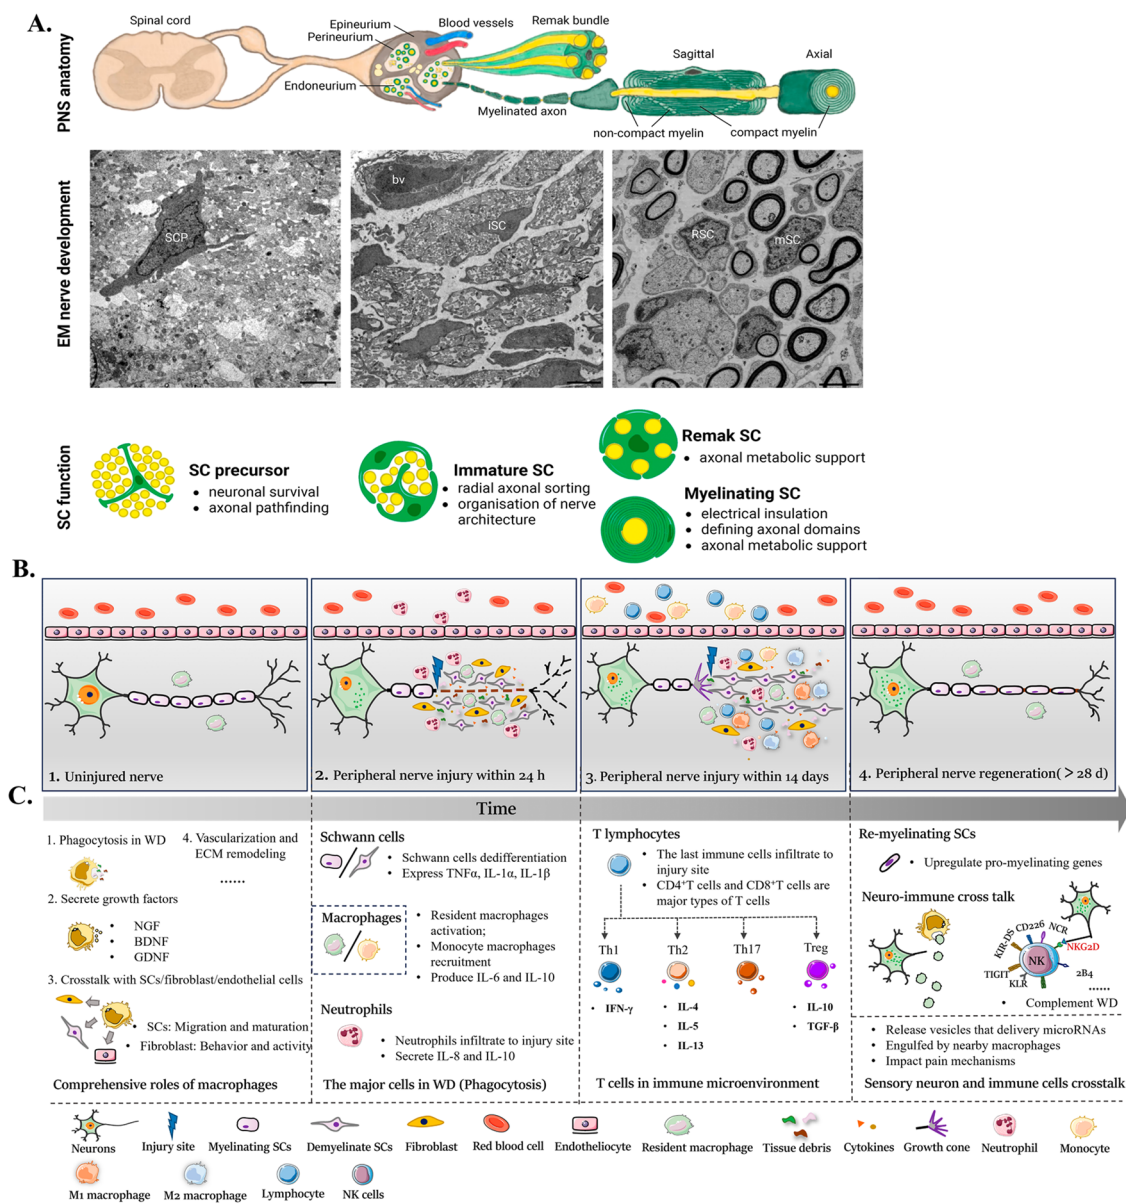 A.
PNS anatomy
Spinal cord
Epineurium
Perineurium
Endoneurium
Blood vessels
Remak bundle
Myelinated axon
Sagittal
Axial
non-compact myelin
compact myelin
EM nerve development
SCP
bv
iSC
RSC
mSC
SC function
SC precursor
• neuronal survival
• axonal pathfinding
Immature SC
• radial axonal sorting
• organisation of nerve
architecture
Remak SC
• axonal metabolic support
Myelinating SC
• electrical insulation
• defining axonal domains
• axonal metabolic support
B.
1. Uninjured nerve
2. Peripheral nerve injury within 24 h
3. Peripheral nerve injury within 14 days
4. Peripheral nerve regeneration( > 28 d)
C.
Time
1. Phagocytosis in WD
4. Vascularization and
ECM remodeling
......
2. Secrete growth factors
• NGF
• BDNF
• GDNF
3. Crosstalk with SCs/fibroblast/endothelial cells
• SCs: Migration and maturation
• Fibroblast: Behavior and activity
Comprehensive roles of macrophages
Schwann cells
• Schwann cells dedifferentiation
• Express TNFα, IL-1α, IL-1β
Macrophages
• Resident macrophages
activation;
• Monocyte macrophages
recruitment
• Produce IL-6 and IL-10
Neutrophils
• Neutrophils infiltrate to injury site
• Secrete IL-8 and IL-10
The major cells in WD (Phagocytosis)
T lymphocytes
• The last immune cells infiltrate to
injury site
• CD4⁺T cells and CD8⁺T cells are
major types of T cells
Th1
Th2
Th17
Treg
• IFN-γ
• IL-4
• IL-5
• IL-13
• IL-10
• TGF-β
T cells in immune microenvironment
Re-myelinating SCs
• Upregulate pro-myelinating genes
Neuro-immune cross talk
KIR-DS
CD226
NCR
NKG2D
TIGIT
NK
2B4
KLR
......
• Complement WD
• Release vesicles that delivery microRNAs
• Engulfed by nearby macrophages
• Impact pain mechanisms
Sensory neuron and immune cells crosstalk
Neurons
Injury site
Myelinating SCs
Demyelinate SCs
Fibroblast
Red blood cell
Endotheliocyte
Resident macrophage
Tissue debris
Cytokines
Growth cone
Neutrophil
Monocyte
M1 macrophage
M2 macrophage
Lymphocyte
NK cells